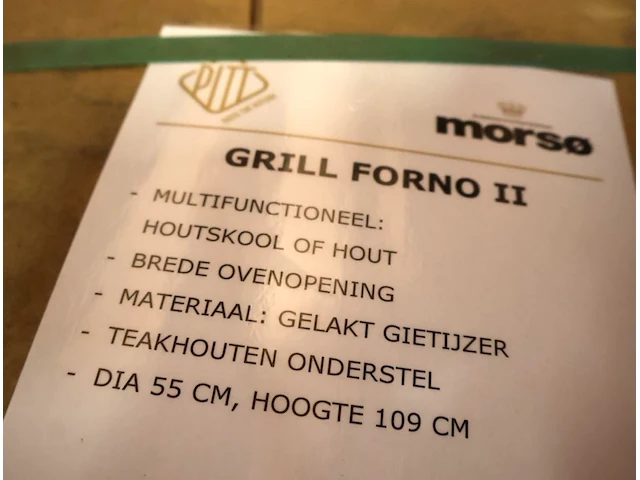 PITT
morsø
GRILL FORNO II
- MULTIFUNCTIONEEL:
HOUTSKOOL OF HOUT
- BREDE OVENOPENING
- MATERIAAL: GELAKT GIETIJZER
- TEAKHOUTEN ONDERSTEL
- DIA 55 CM, HOOGTE 109 CM